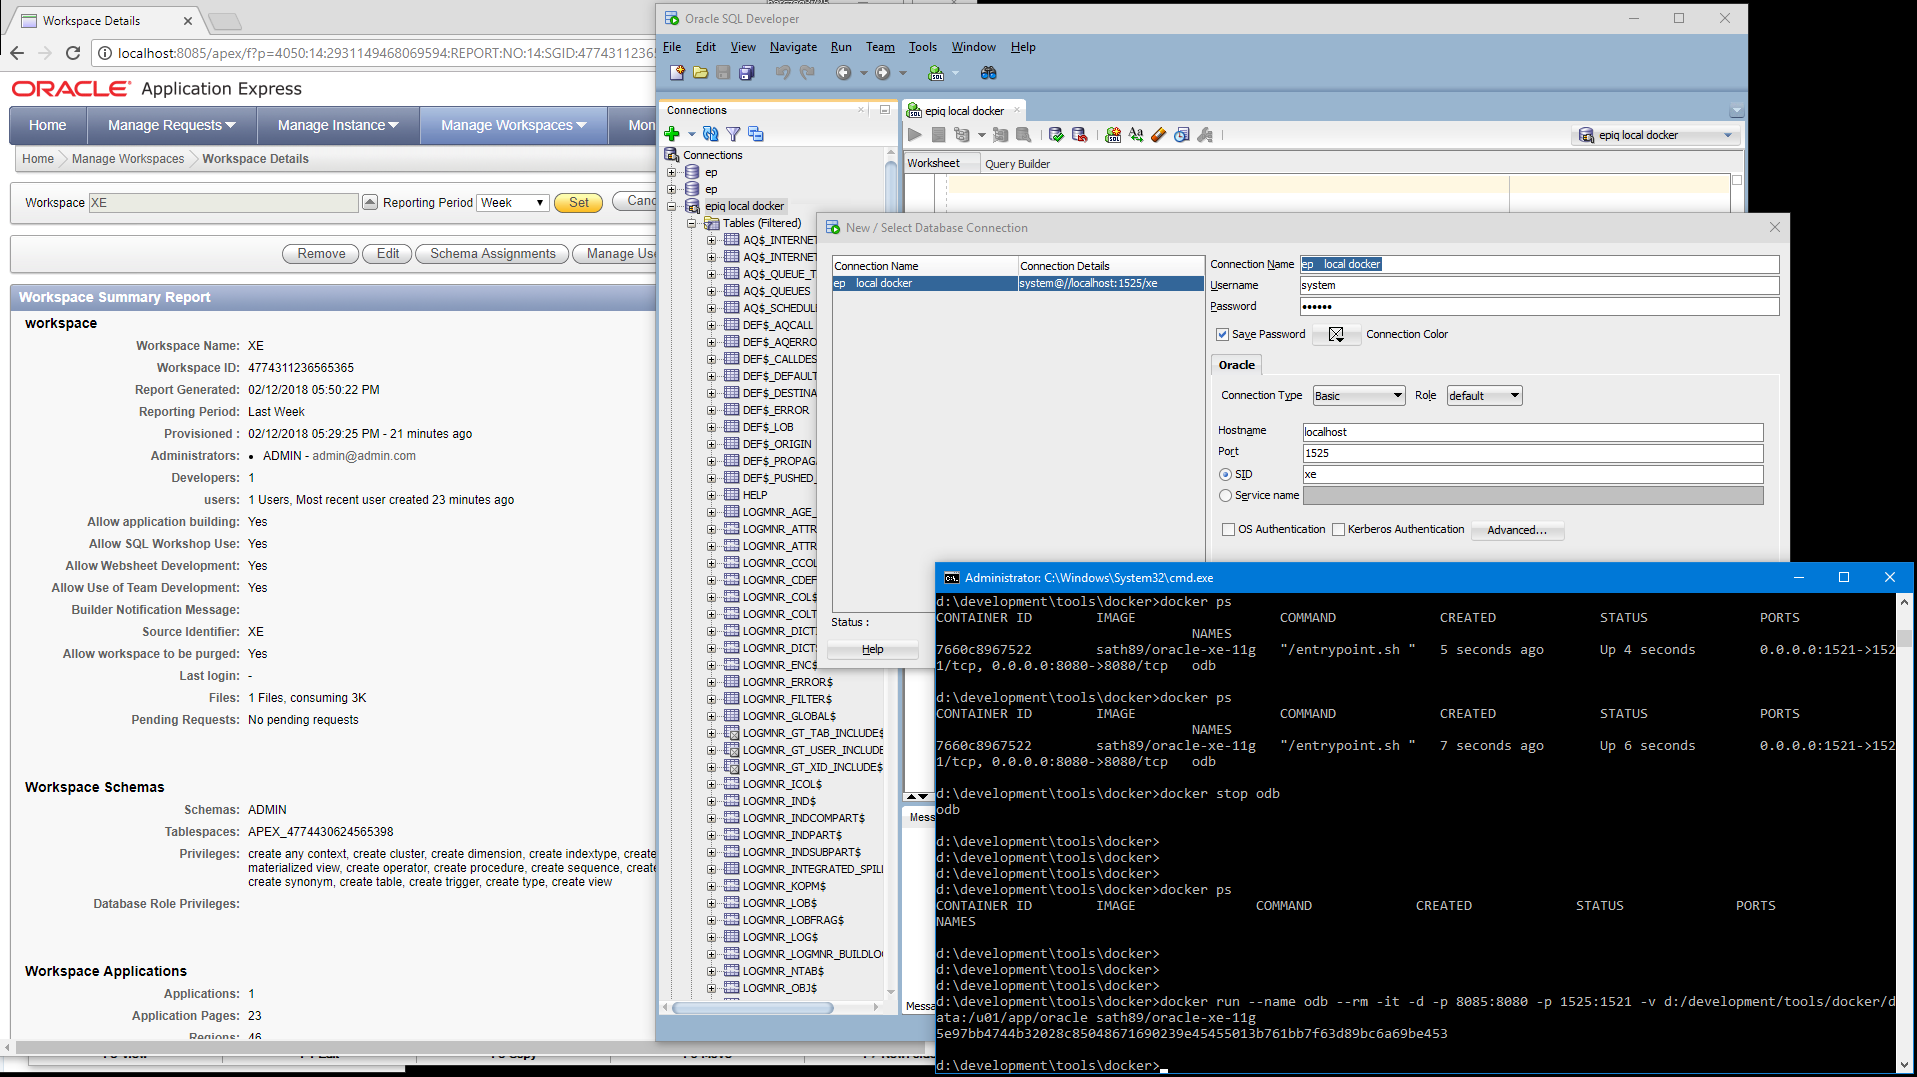 Workspace Details
localhost:8085/apex/f?p=4050:14:2931149468069594:REPORT:NO:14:SGID:47743112365
ORACLE Application Express
Home Manage Requests Manage Instance Manage Workspaces Mon
Home Manage Workspaces Workspace Details
Workspace XE Reporting Period Week Set Canc
Remove Edit Schema Assignments Manage Use
Workspace Summary Report
workspace
Workspace Name: XE
Workspace ID: 4774311236565365
Report Generated: 02/12/2018 05:50:22 PM
Reporting Period: Last Week
Provisioned : 02/12/2018 05:29:25 PM - 21 minutes ago
Administrators: • ADMIN - admin@admin.com
Developers: 1
users: 1 Users, Most recent user created 23 minutes ago
Allow application building: Yes
Allow SQL Workshop Use: Yes
Allow Websheet Development: Yes
Allow Use of Team Development: Yes
Builder Notification Message:
Source Identifier: XE
Allow workspace to be purged: Yes
Last login: -
Files: 1 Files, consuming 3K
Pending Requests: No pending requests
Workspace Schemas
Schemas: ADMIN
Tablespaces: APEX_4774430624565398
Privileges: create any context, create cluster, create dimension, create indextype, create
materialized view, create operator, create procedure, create sequence, create
create synonym, create table, create trigger, create type, create view
Database Role Privileges:
Workspace Applications
Applications: 1
Application Pages: 23
Regions: 46
Oracle SQL Developer
File Edit View Navigate Run Team Tools Window Help
Connections
Connections
ep
ep
epiq local docker
Tables (Filtered)
AQ$_INTERNET
AQ$_INTERNET
AQ$_QUEUE_T
AQ$_QUEUES
AQ$_SCHEDUL
DEF$_AQCALL
DEF$_AQERRO
DEF$_CALLDES
DEF$_DEFAULT
DEF$_DESTINA
DEF$_ERROR
DEF$_LOB
DEF$_ORIGIN
DEF$_PROPAG
DEF$_PUSHED_
HELP
LOGMNR_AGE_
LOGMNR_ATTR
LOGMNR_ATTR
LOGMNR_CCOL
LOGMNR_CDEF
LOGMNR_COL$
LOGMNR_COLT
LOGMNR_DICT
LOGMNR_DICT
LOGMNR_ENC$
LOGMNR_ERROR$
LOGMNR_FILTER$
LOGMNR_GLOBAL$
LOGMNR_GT_TAB_INCLUDE$
LOGMNR_GT_USER_INCLUDE
LOGMNR_GT_XID_INCLUDE$
LOGMNR_ICOL$
LOGMNR_IND$
LOGMNR_INDCOMPART$
LOGMNR_INDPART$
LOGMNR_INDSUBPART$
LOGMNR_INTEGRATED_SPIL
LOGMNR_KOPM$
LOGMNR_LOB$
LOGMNR_LOBFRAG$
LOGMNR_LOG$
LOGMNR_LOGMNR_BUILDLO
LOGMNR_NTAB$
LOGMNR_OBJ$
epiq local docker
epiq local docker
Worksheet Query Builder
Mess
Messa
New / Select Database Connection
Connection Name Connection Details
ep local docker system@//localhost:1525/xe
Status :
Help
Connection Name ep local docker
Username system
Password ••••••
Save Password Connection Color
Oracle
Connection Type Basic Role default
Hostname localhost
Port 1525
SID xe
Service name
OS Authentication Kerberos Authentication Advanced...
Administrator: C:\Windows\System32\cmd.exe
d:\development\tools\docker>docker ps
CONTAINER ID IMAGE COMMAND CREATED STATUS PORTS
NAMES
7660c8967522 sath89/oracle-xe-11g "/entrypoint.sh " 5 seconds ago Up 4 seconds 0.0.0.0:1521->152
1/tcp, 0.0.0.0:8080->8080/tcp odb
d:\development\tools\docker>docker ps
CONTAINER ID IMAGE COMMAND CREATED STATUS PORTS
NAMES
7660c8967522 sath89/oracle-xe-11g "/entrypoint.sh " 7 seconds ago Up 6 seconds 0.0.0.0:1521->152
1/tcp, 0.0.0.0:8080->8080/tcp odb
d:\development\tools\docker>docker stop odb
odb
d:\development\tools\docker>
d:\development\tools\docker>
d:\development\tools\docker>
d:\development\tools\docker>docker ps
CONTAINER ID IMAGE COMMAND CREATED STATUS PORTS
NAMES
d:\development\tools\docker>
d:\development\tools\docker>
d:\development\tools\docker>
d:\development\tools\docker>docker run --name odb --rm -it -d -p 8085:8080 -p 1525:1521 -v d:/development/tools/docker/d
ata:/u01/app/oracle sath89/oracle-xe-11g
5e97bb4744b32028c85048671690239e45455013b761bb7f63d89bc6a69be453
d:\development\tools\docker>